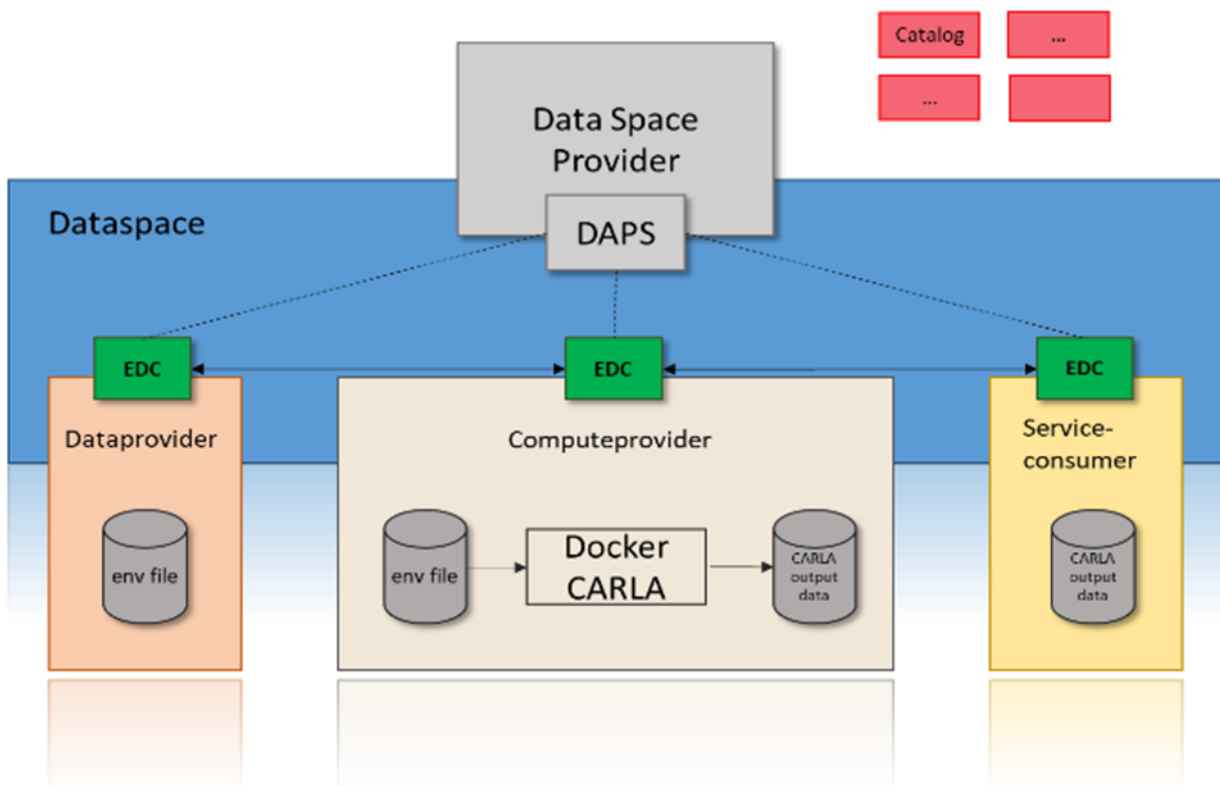 Catalog
...
...
Data Space
Provider
Dataspace
DAPS
EDC
EDC
EDC
Dataprovider
Computeprovider
Service-
consumer
env file
env file
Docker
CARLA
CARLA
output
data
CARLA
output
data